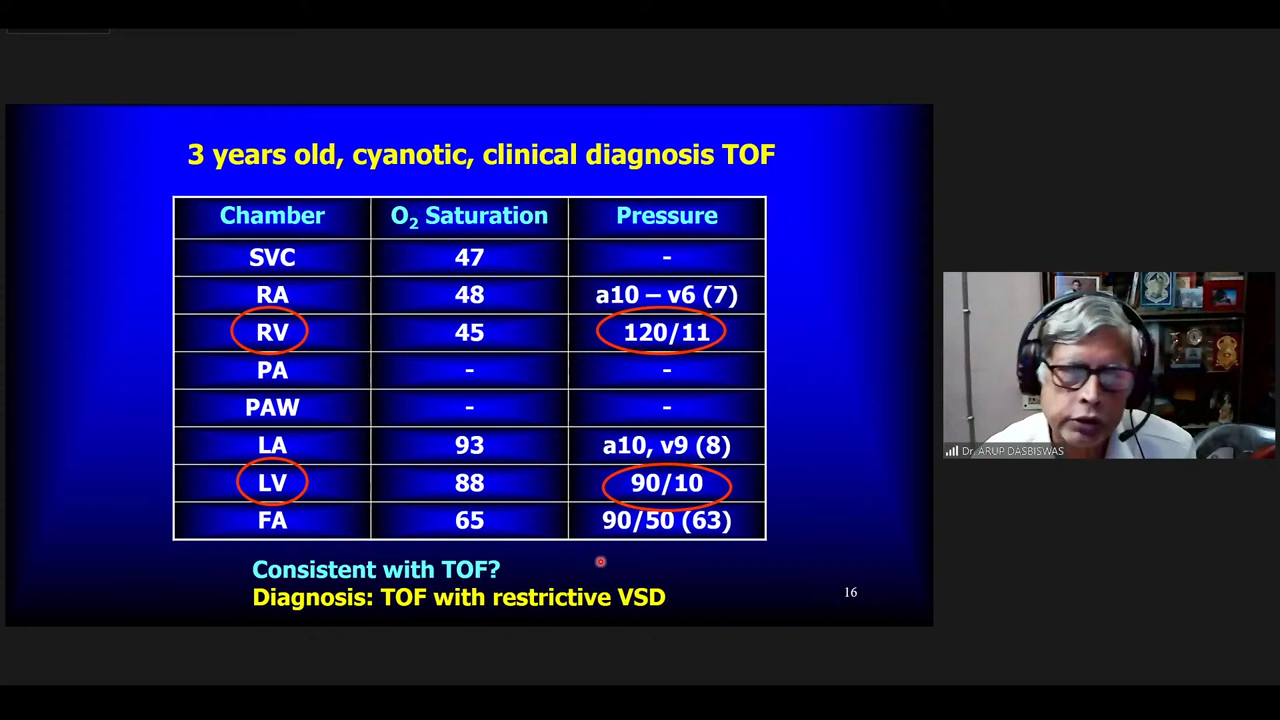 3 years old, cyanotic, clinical diagnosis TOF
Chamber O2 Saturation Pressure
SVC 47 -
RA 48 a10 – v6 (7)
RV 45 120/11
PA - -
PAW - -
LA 93 a10, v9 (8)
LV 88 90/10
FA 65 90/50 (63)
Consistent with TOF?
Diagnosis: TOF with restrictive VSD
16
Dr. ARUP DASBISWAS